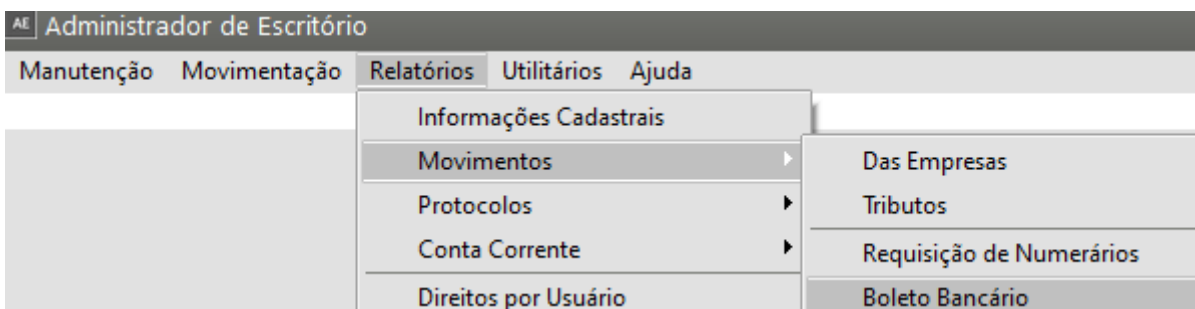 AE Administrador de Escritório
Manutenção Movimentação Relatórios Utilitários Ajuda
Informações Cadastrais
Movimentos
Protocolos
Conta Corrente
Direitos por Usuário
Das Empresas
Tributos
Requisição de Numerários
Boleto Bancário